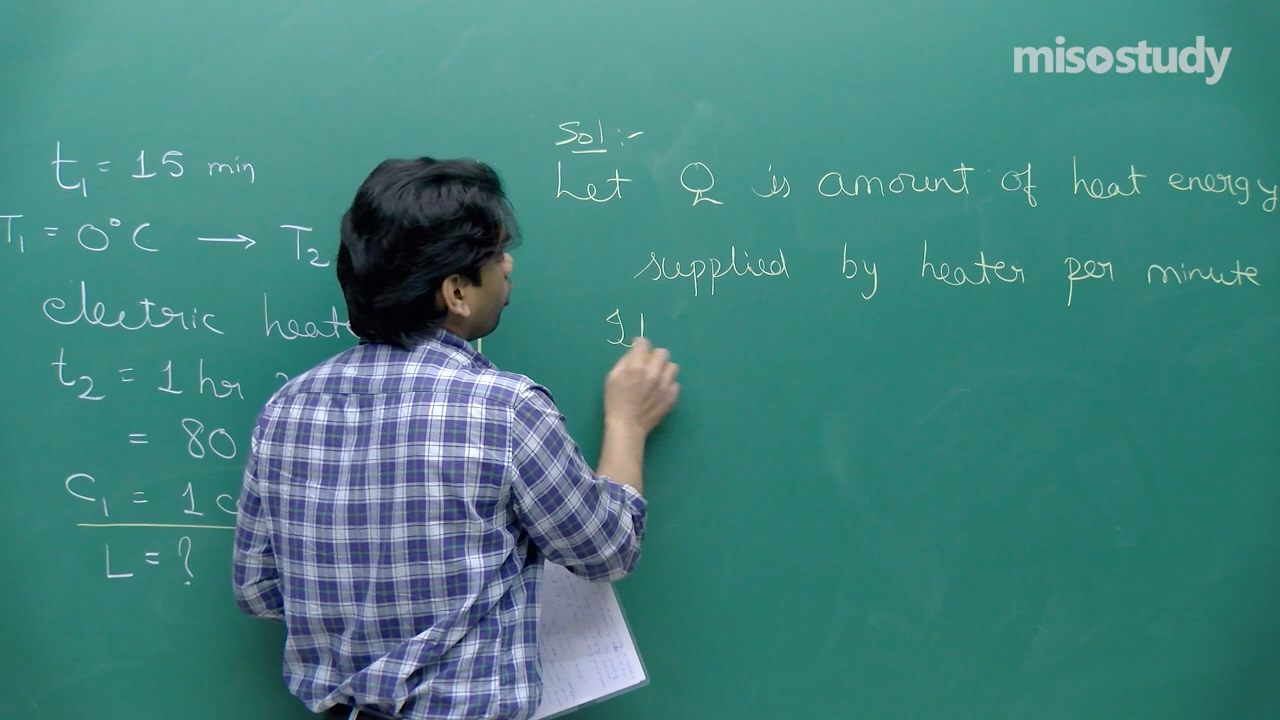 misostudy
t₁ = 15 min
T₁ = 0°C → T₂
electric heate
t₂ = 1 hr
= 80
C₁ = 1 c
L = ?
Sol :-
Let Q is amount of heat energy
supplied by heater per minute